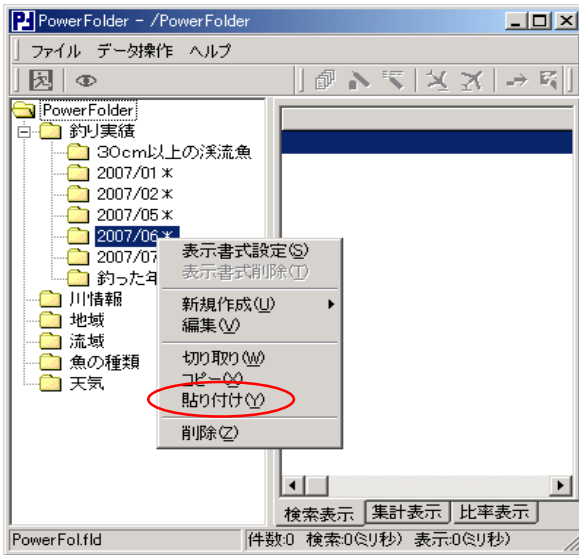 PowerFolder - /PowerFolder
ファイル データ操作 ヘルプ
PowerFolder
釣り実績
30cm以上の渓流魚
2007/01 *
2007/02 *
2007/05 *
2007/06 *
2007/07
釣った年
川情報
地域
流域
魚の種類
天気
表示書式設定(S)
表示書式削除(T)
新規作成(U)
編集(V)
切り取り(W)
コピー(X)
貼り付け(Y)
削除(Z)
検索表示 集計表示 比率表示
PowerFol.fld 件数:0 検索:0(ミリ秒) 表示:0(ミリ秒)